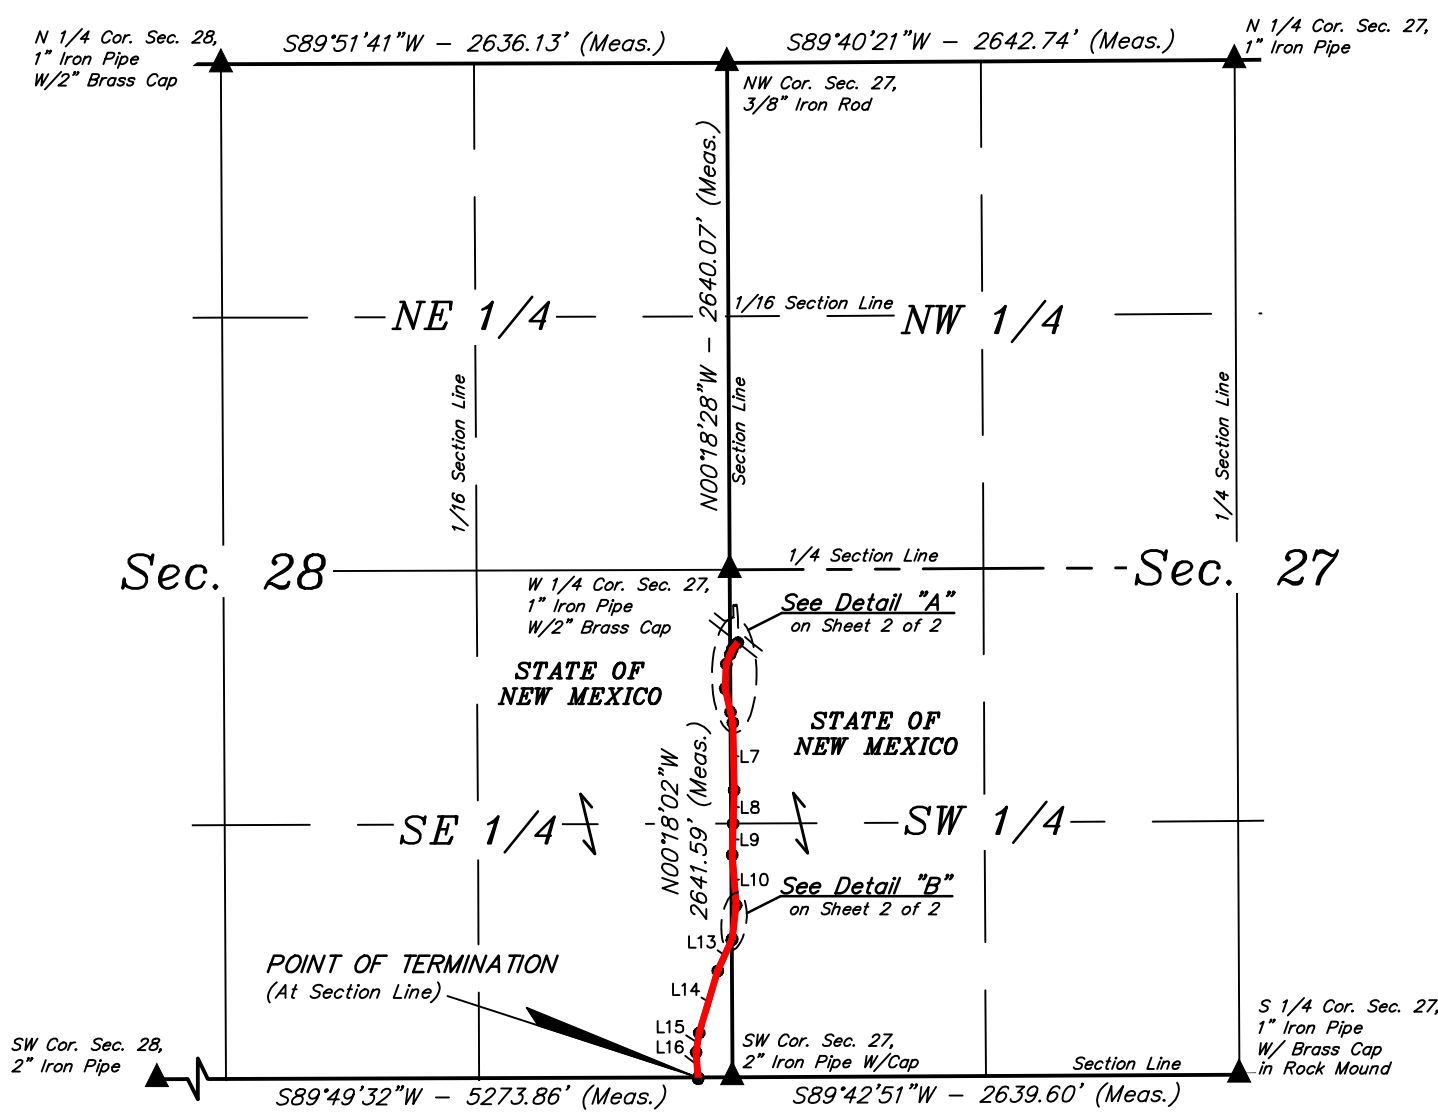 N 1/4 Cor. Sec. 28,
1" Iron Pipe
W/2" Brass Cap
S89°51'41"W - 2636.13' (Meas.)
S89°40'21"W - 2642.74' (Meas.)
N 1/4 Cor. Sec. 27,
1" Iron Pipe
NW Cor. Sec. 27,
3/8" Iron Rod
N00°18'28"W - 2640.07' (Meas.)
NE 1/4
1/16 Section Line
NW 1/4
1/16 Section Line
Section Line
1/4 Section Line
Sec. 28
1/4 Section Line
Sec. 27
W 1/4 Cor. Sec. 27,
1" Iron Pipe
W/2" Brass Cap
See Detail "A"
on Sheet 2 of 2
STATE OF
NEW MEXICO
STATE OF
NEW MEXICO
N00°18'02"W
2641.59' (Meas.)
L7
L8
SE 1/4
SW 1/4
L9
L10
See Detail "B"
on Sheet 2 of 2
L13
POINT OF TERMINATION
(At Section Line)
L14
L15
L16
SW Cor. Sec. 28,
2" Iron Pipe
SW Cor. Sec. 27,
2" Iron Pipe W/Cap
Section Line
S 1/4 Cor. Sec. 27,
1" Iron Pipe
W/ Brass Cap
in Rock Mound
S89°49'32"W - 5273.86' (Meas.)
S89°42'51"W - 2639.60' (Meas.)